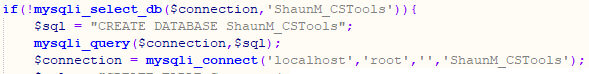 if(!mysqli_select_db($connection,'ShaunM_CSTools')){
$sql = "CREATE DATABASE ShaunM_CSTools";
mysqli_query($connection,$sql);
$connection = mysqli_connect('localhost','root','','ShaunM_CSTools');